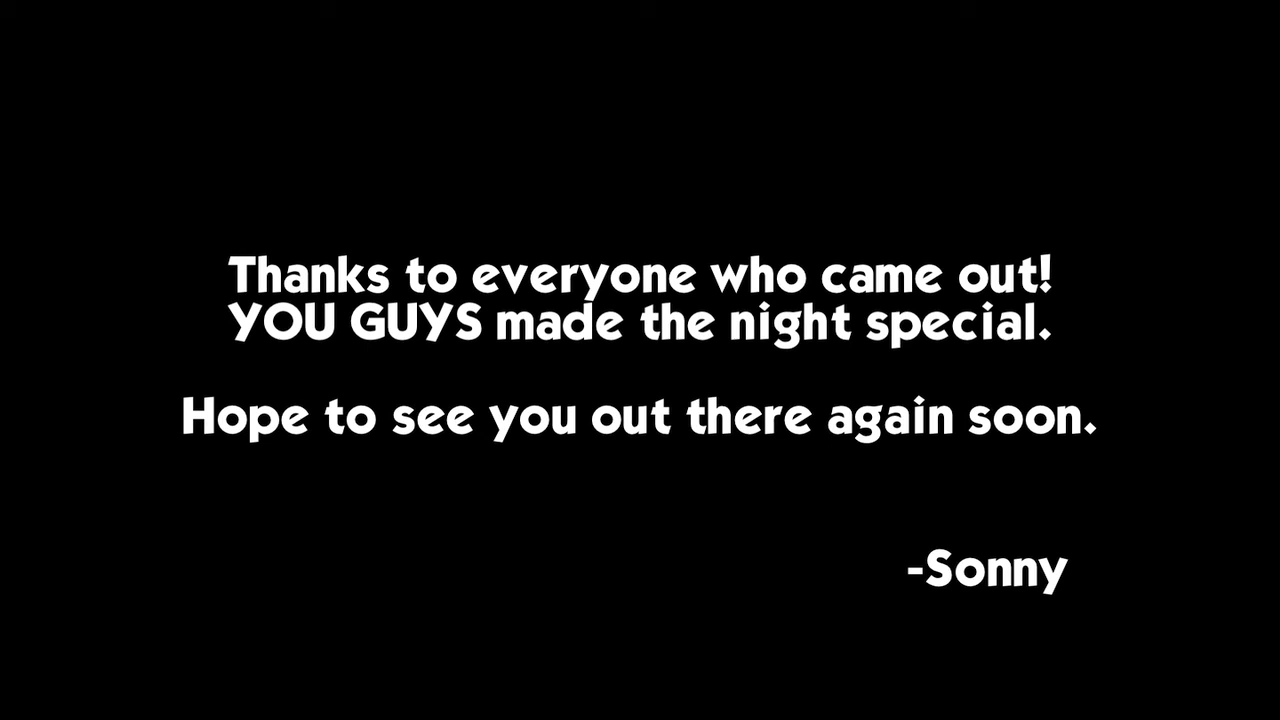 Thanks to everyone who came out!
YOU GUYS made the night special.
Hope to see you out there again soon.
-Sonny